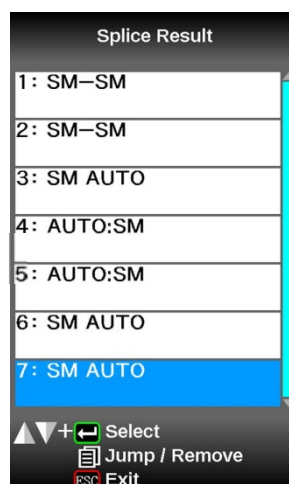 Splice Result
1: SM—SM
2: SM—SM
3: SM AUTO
4: AUTO:SM
5: AUTO:SM
6: SM AUTO
7: SM AUTO
+ Select
Jump / Remove
ESC Exit